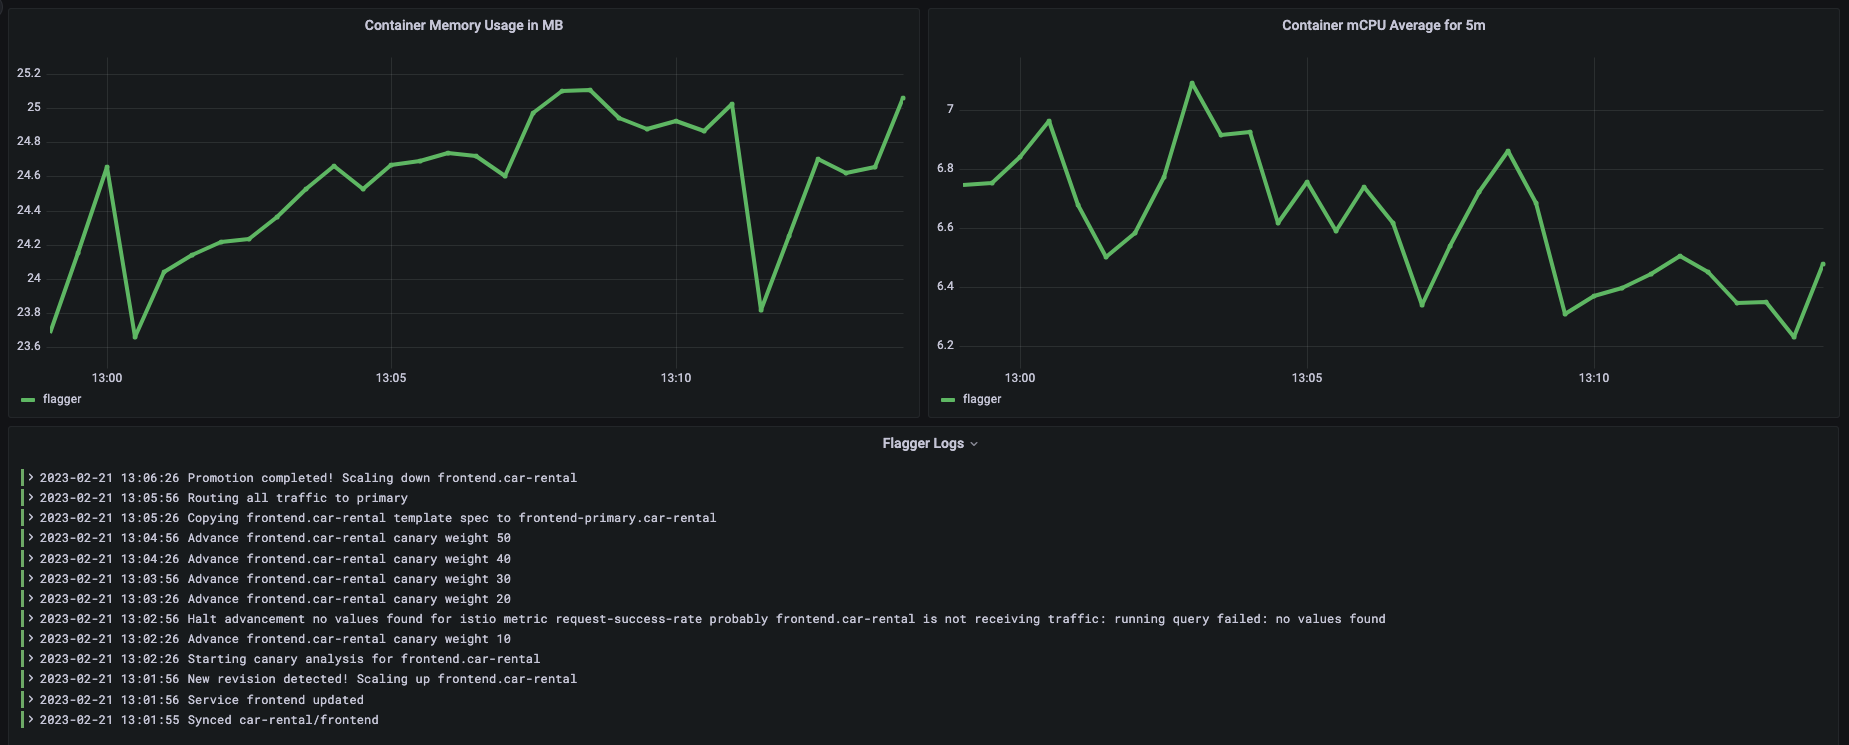 Container Memory Usage in MB
25.2
25
24.8
24.6
24.4
24.2
24
23.8
23.6
13:00 13:05 13:10
flagger
Container mCPU Average for 5m
7
6.8
6.6
6.4
6.2
13:00 13:05 13:10
flagger
Flagger Logs
2023-02-21 13:06:26 Promotion completed! Scaling down frontend.car-rental
2023-02-21 13:05:56 Routing all traffic to primary
2023-02-21 13:05:26 Copying frontend.car-rental template spec to frontend-primary.car-rental
2023-02-21 13:04:56 Advance frontend.car-rental canary weight 50
2023-02-21 13:04:26 Advance frontend.car-rental canary weight 40
2023-02-21 13:03:56 Advance frontend.car-rental canary weight 30
2023-02-21 13:03:26 Advance frontend.car-rental canary weight 20
2023-02-21 13:02:56 Halt advancement no values found for istio metric request-success-rate probably frontend.car-rental is not receiving traffic: running query failed: no values found
2023-02-21 13:02:26 Advance frontend.car-rental canary weight 10
2023-02-21 13:02:26 Starting canary analysis for frontend.car-rental
2023-02-21 13:01:56 New revision detected! Scaling up frontend.car-rental
2023-02-21 13:01:56 Service frontend updated
2023-02-21 13:01:55 Synced car-rental/frontend